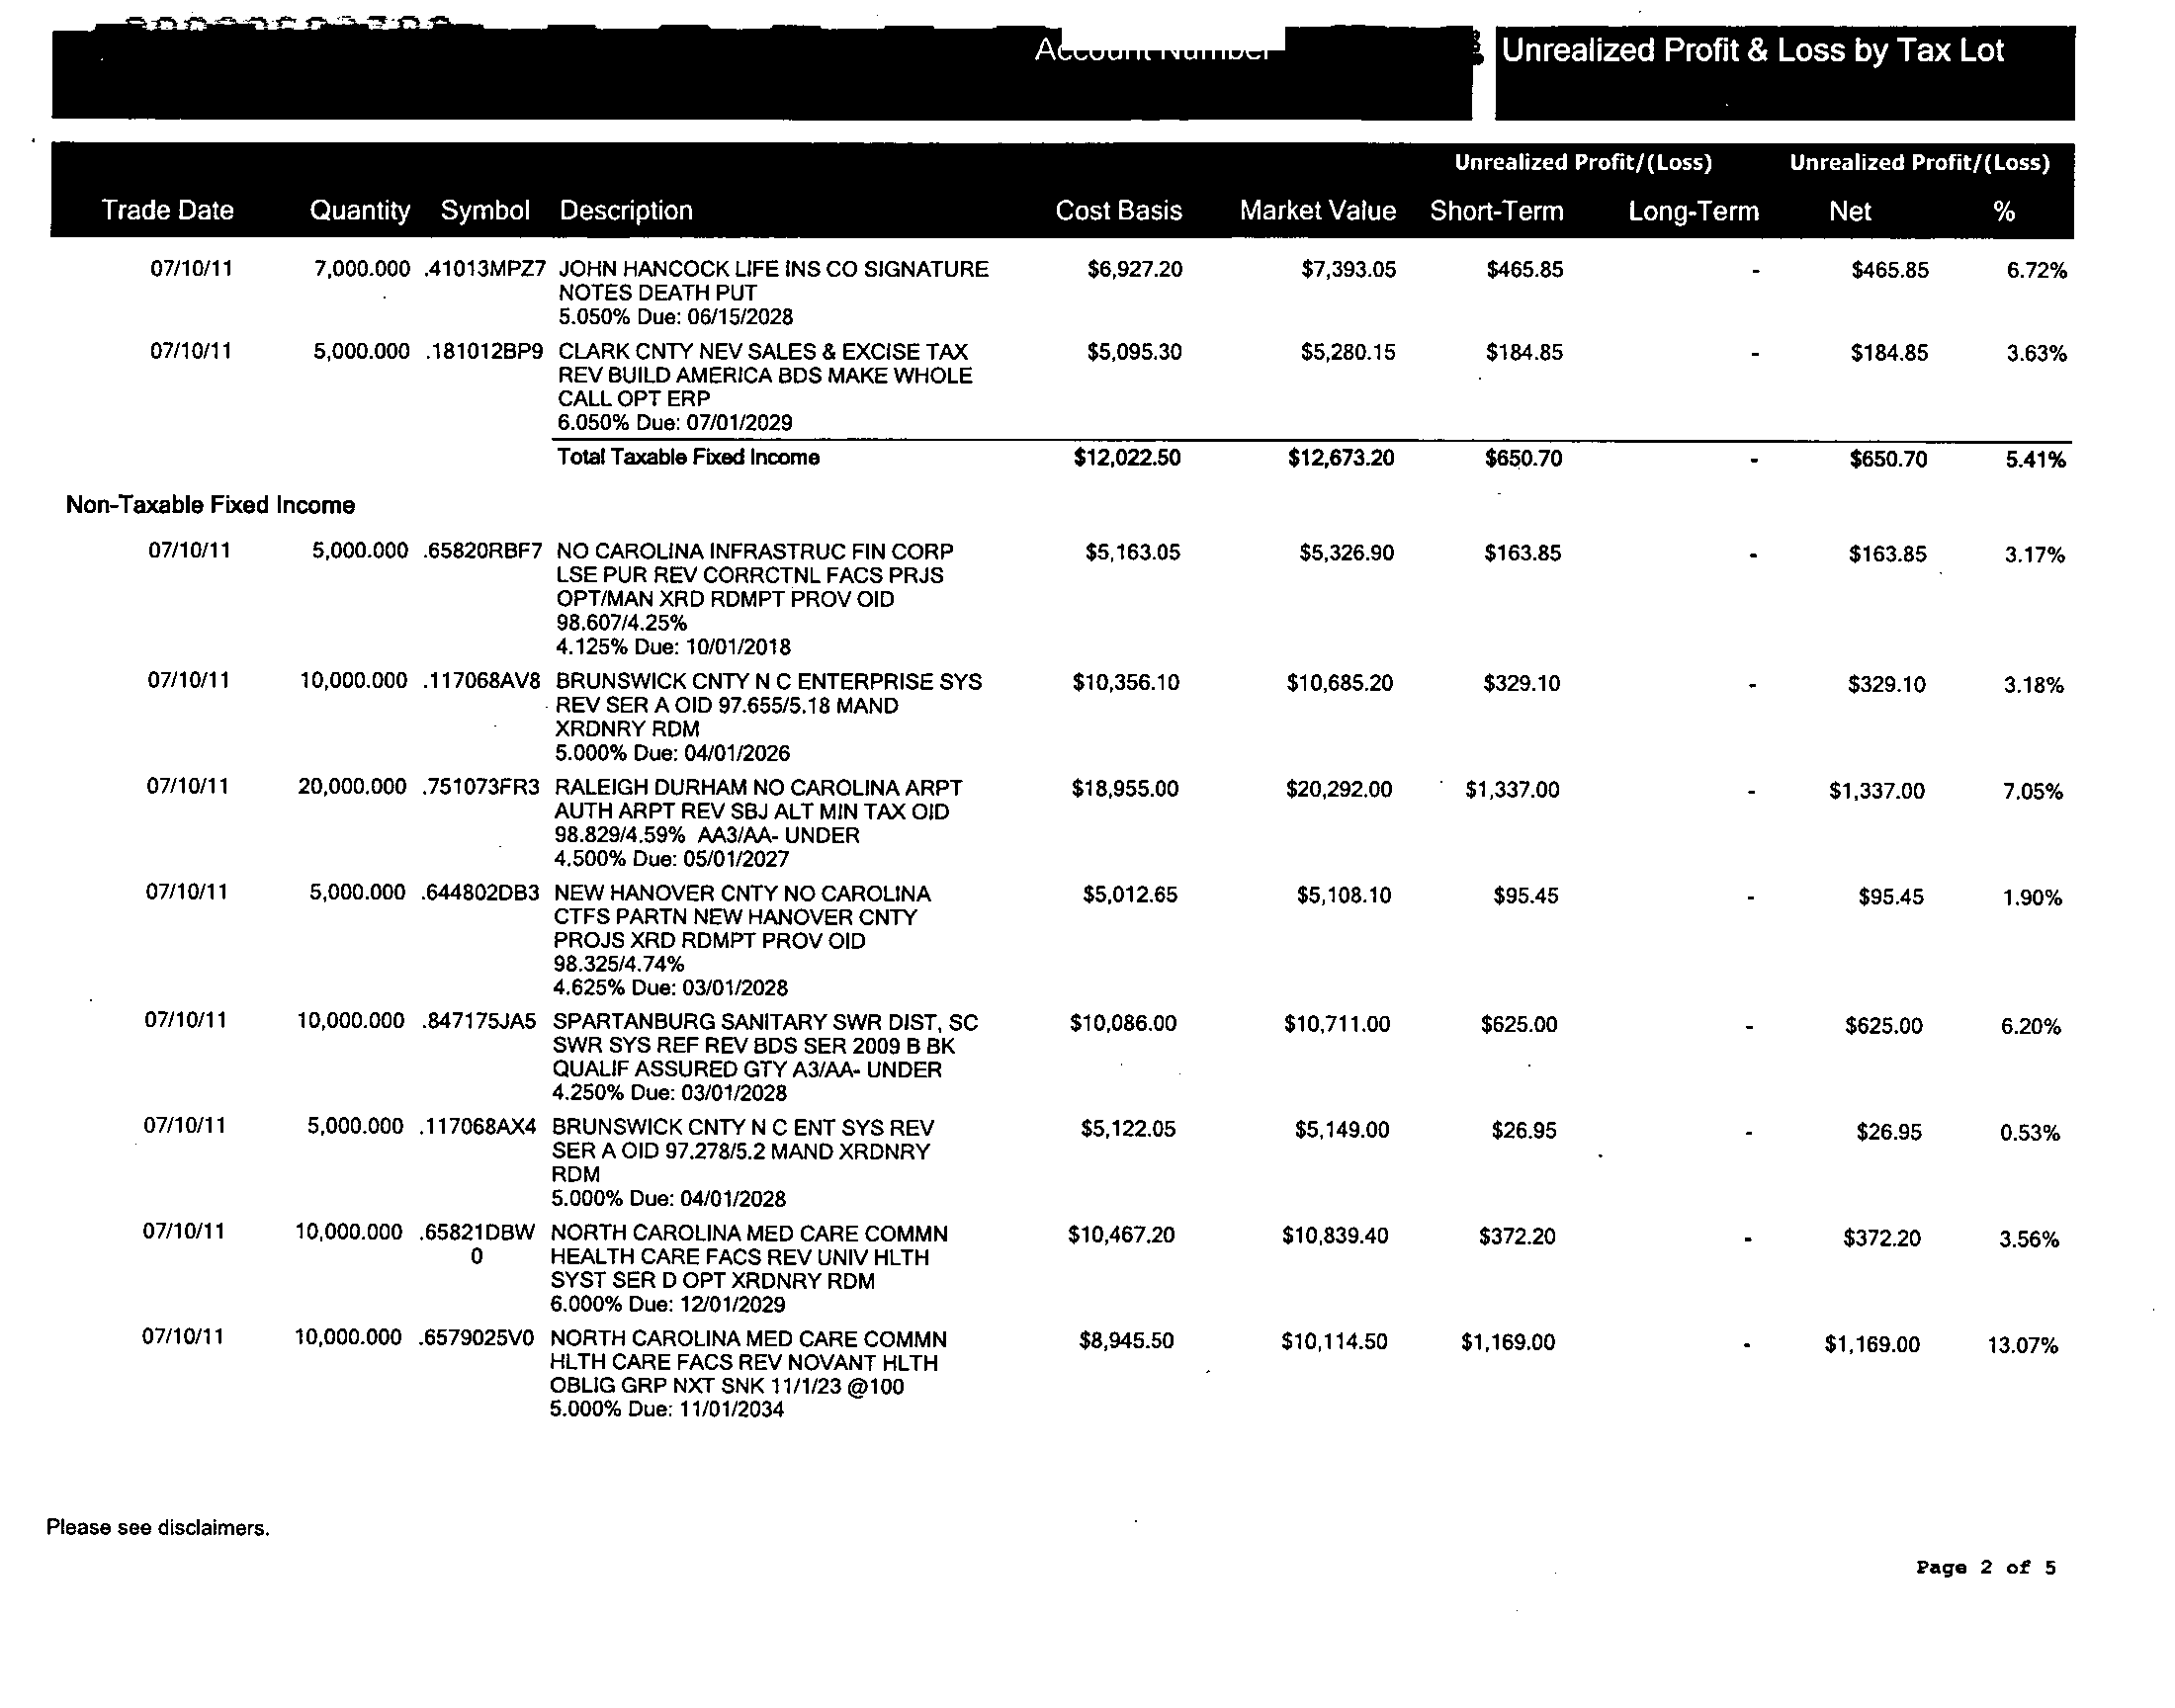 Unrealized Profit & Loss by Tax Lot
Unrealized Profit/(Loss) Unrealized Profit/(Loss)
Trade Date Quantity Symbol Description Cost Basis Market Value Short-Term Long-Term Net %
07/10/11 7,000.000 .41013MPZ7 JOHN HANCOCK LIFE INS CO SIGNATURE $6,927.20 $7,393.05 $465.85 - $465.85 6.72%
NOTES DEATH PUT
5.050% Due: 06/15/2028
07/10/11 5,000.000 .181012BP9 CLARK CNTY NEV SALES & EXCISE TAX $5,095.30 $5,280.15 $184.85 - $184.85 3.63%
REV BUILD AMERICA BDS MAKE WHOLE
CALL OPT ERP
6.050% Due: 07/01/2029
Total Taxable Fixed Income $12,022.50 $12,673.20 $650.70 - $650.70 5.41%
Non-Taxable Fixed Income
07/10/11 5,000.000 .65820RBF7 NO CAROLINA INFRASTRUC FIN CORP $5,163.05 $5,326.90 $163.85 - $163.85 3.17%
LSE PUR REV CORRCTNL FACS PRJS
OPT/MAN XRD RDMPT PROV OID
98.607/4.25%
4.125% Due: 10/01/2018
07/10/11 10,000.000 .117068AV8 BRUNSWICK CNTY N C ENTERPRISE SYS $10,356.10 $10,685.20 $329.10 - $329.10 3.18%
REV SER A OID 97.655/5.18 MAND
XRDNRY RDM
5.000% Due: 04/01/2026
07/10/11 20,000.000 .751073FR3 RALEIGH DURHAM NO CAROLINA ARPT $18,955.00 $20,292.00 $1,337.00 - $1,337.00 7.05%
AUTH ARPT REV SBJ ALT MIN TAX OID
98.829/4.59% AA3/AA- UNDER
4.500% Due: 05/01/2027
07/10/11 5,000.000 .644802DB3 NEW HANOVER CNTY NO CAROLINA $5,012.65 $5,108.10 $95.45 - $95.45 1.90%
CTFS PARTN NEW HANOVER CNTY
PROJS XRD RDMPT PROV OID
98.325/4.74%
4.625% Due: 03/01/2028
07/10/11 10,000.000 .847175JA5 SPARTANBURG SANITARY SWR DIST, SC $10,086.00 $10,711.00 $625.00 - $625.00 6.20%
SWR SYS REF REV BDS SER 2009 B BK
QUALIF ASSURED GTY A3/AA- UNDER
4.250% Due: 03/01/2028
07/10/11 5,000.000 .117068AX4 BRUNSWICK CNTY N C ENT SYS REV $5,122.05 $5,149.00 $26.95 - $26.95 0.53%
SER A OID 97.278/5.2 MAND XRDNRY
RDM
5.000% Due: 04/01/2028
07/10/11 10,000.000 .65821DBW NORTH CAROLINA MED CARE COMMN $10,467.20 $10,839.40 $372.20 - $372.20 3.56%
0 HEALTH CARE FACS REV UNIV HLTH
SYST SER D OPT XRDNRY RDM
6.000% Due: 12/01/2029
07/10/11 10,000.000 .6579025V0 NORTH CAROLINA MED CARE COMMN $8,945.50 $10,114.50 $1,169.00 - $1,169.00 13.07%
HLTH CARE FACS REV NOVANT HLTH
OBLIG GRP NXT SNK 11/1/23 @100
5.000% Due: 11/01/2034
Please see disclaimers.
Page 2 of 5